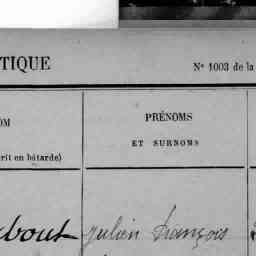 TIQUE
N° 1003 de la
OM
PRÉNOMS
ET SURNOMS
rit en bâtarde)
bout Julien François